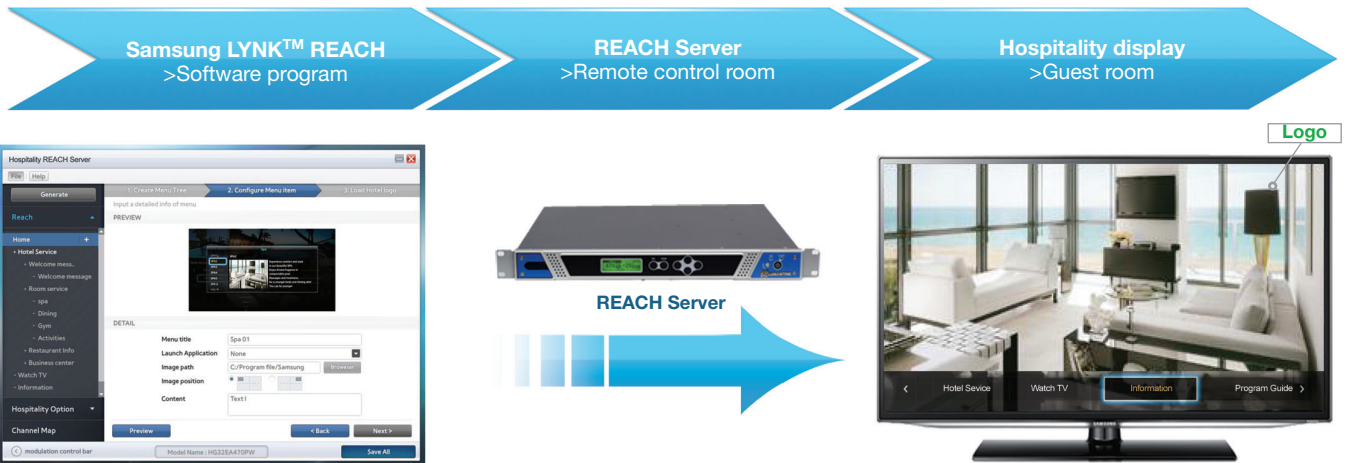 Samsung LYNK™ REACH
>Software program
REACH Server
>Remote control room
Hospitality display
>Guest room
Logo
Hospitality REACH Server
File
Help
Generate
1. Create Menu Tree
2. Configure Menu item
3. Load Hotel logo
Input a detailed info of menu
Reach
PREVIEW
Home +
• Hotel Service
- Welcome mess..
- Welcome message
- Room service
- spa
- Dining
- Gym
- Activities
- Restaurant Info
- Business center
- Watch TV
- Information
Hospitality Option
Channel Map
DETAIL
Menu title
Spa 01
Launch Application
None
Image path
C:/Program file/Samsung
Browser
Image position
Content
Text I
Preview
< Back
Next >
modulation control bar
Model Name : HG32EA470PW
Save All
REACH Server
Hotel Sevice
Watch TV
Information
Program Guide
SAMSUNG